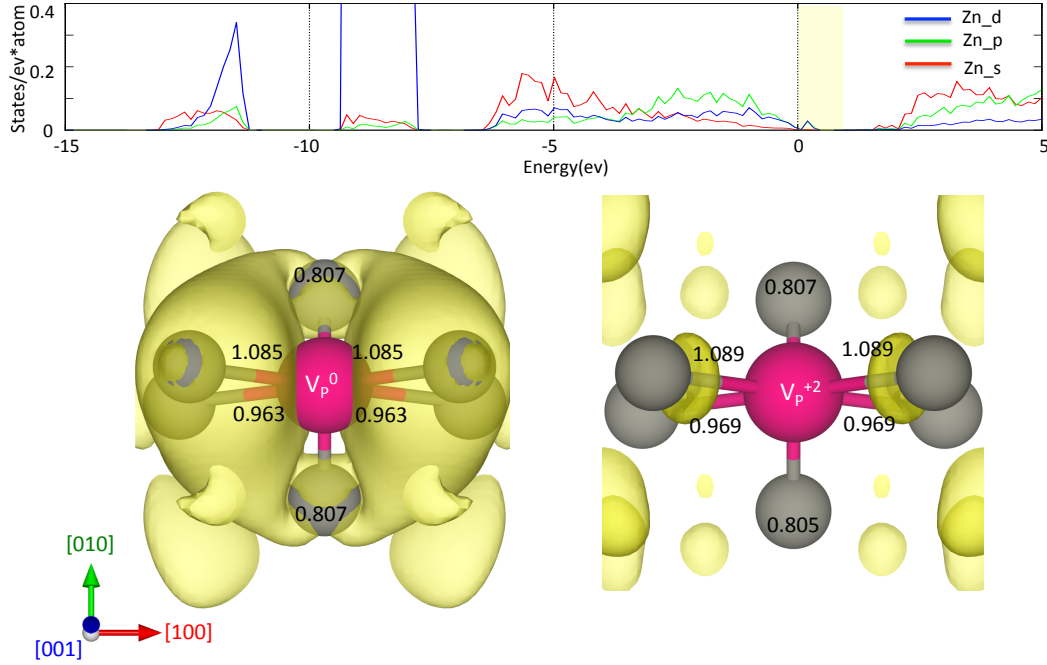 0.4
0.2
0
States/ev*atom
Zn_d
Zn_p
Zn_s
-15 -10 -5 0 5
Energy(ev)
0.807 0.807
1.085 1.085 1.089 1.089
V_P^0 V_P^{+2}
0.963 0.963 0.969 0.969
0.807 0.805
[010]
[001] [100]